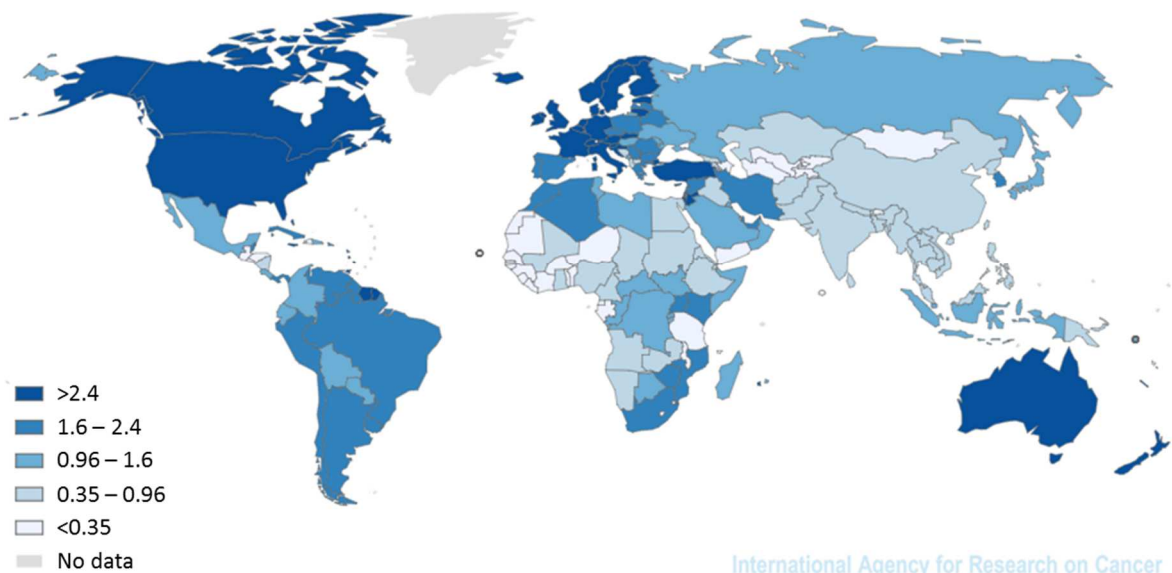 >2.4
1.6 – 2.4
0.96 – 1.6
0.35 – 0.96
<0.35
No data
International Agency for Research on Cancer